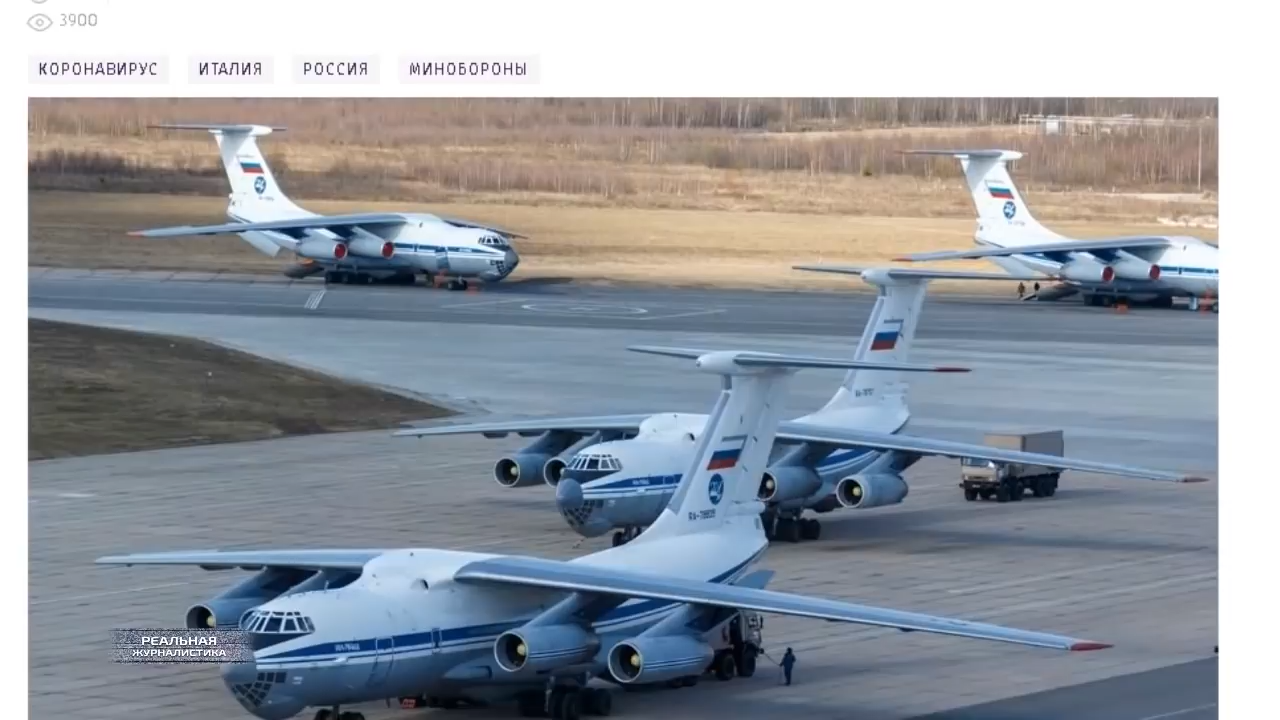 3900
КОРОНАВИРУС ИТАЛИЯ РОССИЯ МИНОБОРОНЫ
РЕАЛЬНАЯ
ЖУРНАЛИСТИКА